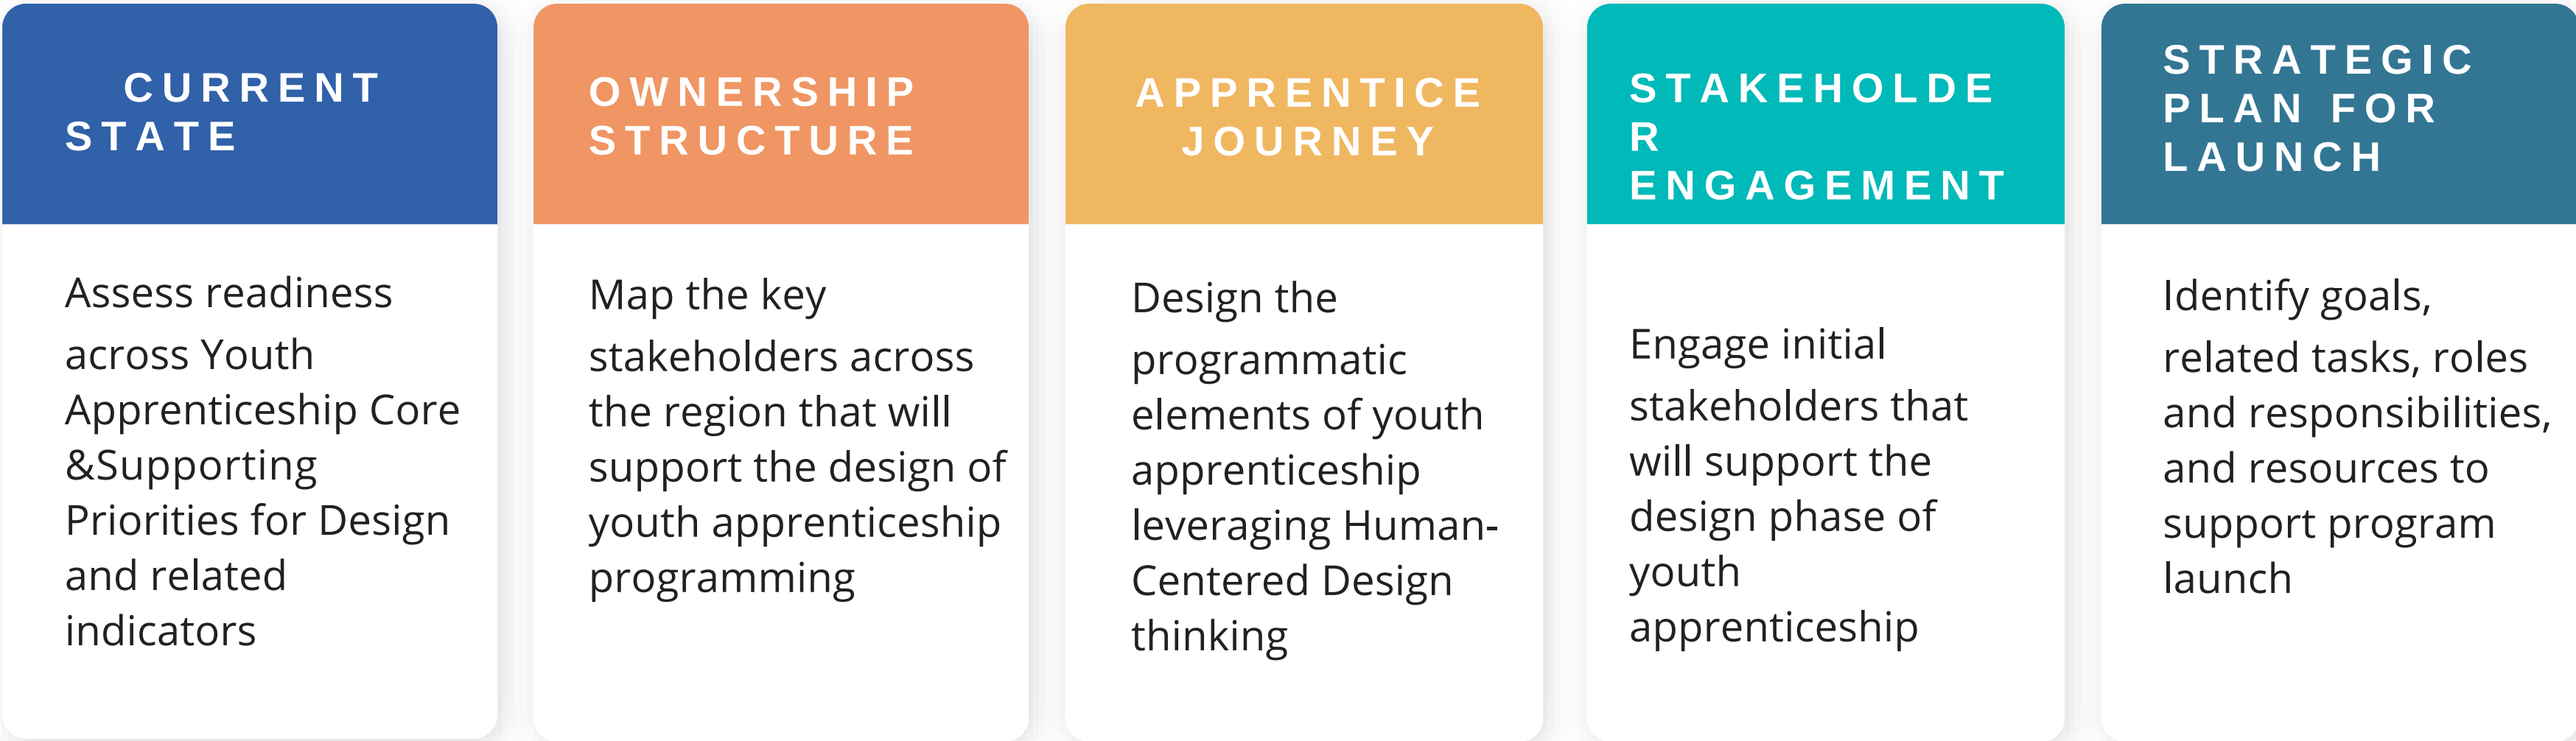 CURRENT
STATE
Assess readiness
across Youth
Apprenticeship Core
&Supporting
Priorities for Design
and related
indicators
OWNERSHIP
STRUCTURE
Map the key
stakeholders across
the region that will
support the design of
youth apprenticeship
programming
APPRENTICE
JOURNEY
Design the
programmatic
elements of youth
apprenticeship
leveraging Human-
Centered Design
thinking
STAKEHOLDE
R
ENGAGEMENT
Engage initial
stakeholders that
will support the
design phase of
youth
apprenticeship
STRATEGIC
PLAN FOR
LAUNCH
Identify goals,
related tasks, roles
and responsibilities,
and resources to
support program
launch